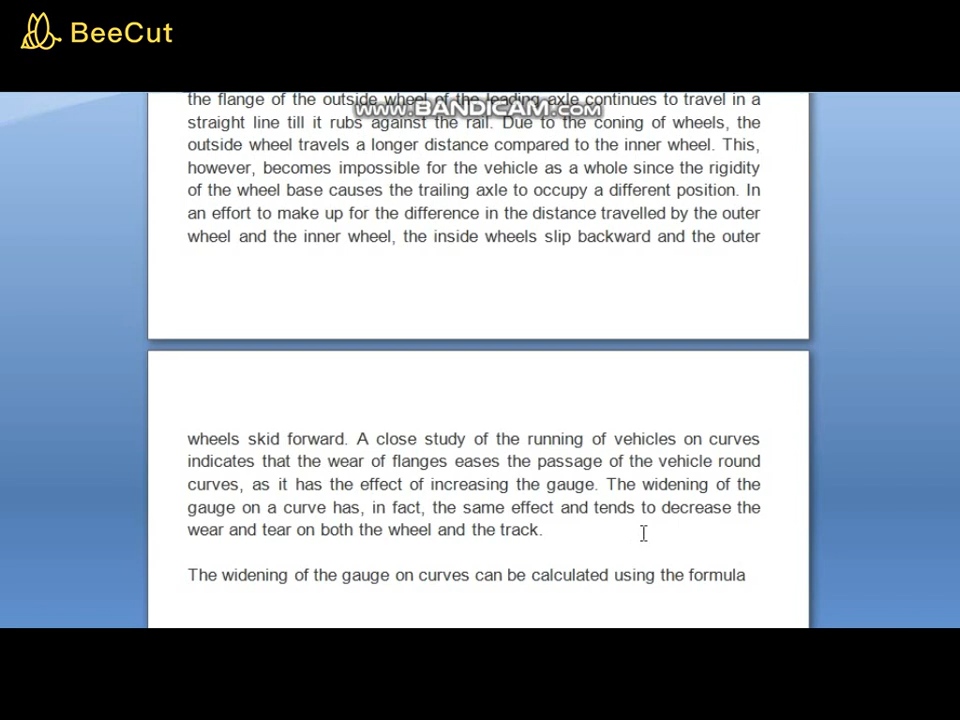 BeeCut
the flange of the outside wheel of the leading axle continues to travel in a
www.BANDICAM.com
straight line till it rubs against the rail. Due to the coning of wheels, the
outside wheel travels a longer distance compared to the inner wheel. This,
however, becomes impossible for the vehicle as a whole since the rigidity
of the wheel base causes the trailing axle to occupy a different position. In
an effort to make up for the difference in the distance travelled by the outer
wheel and the inner wheel, the inside wheels slip backward and the outer
wheels skid forward. A close study of the running of vehicles on curves
indicates that the wear of flanges eases the passage of the vehicle round
curves, as it has the effect of increasing the gauge. The widening of the
gauge on a curve has, in fact, the same effect and tends to decrease the
wear and tear on both the wheel and the track.
The widening of the gauge on curves can be calculated using the formula